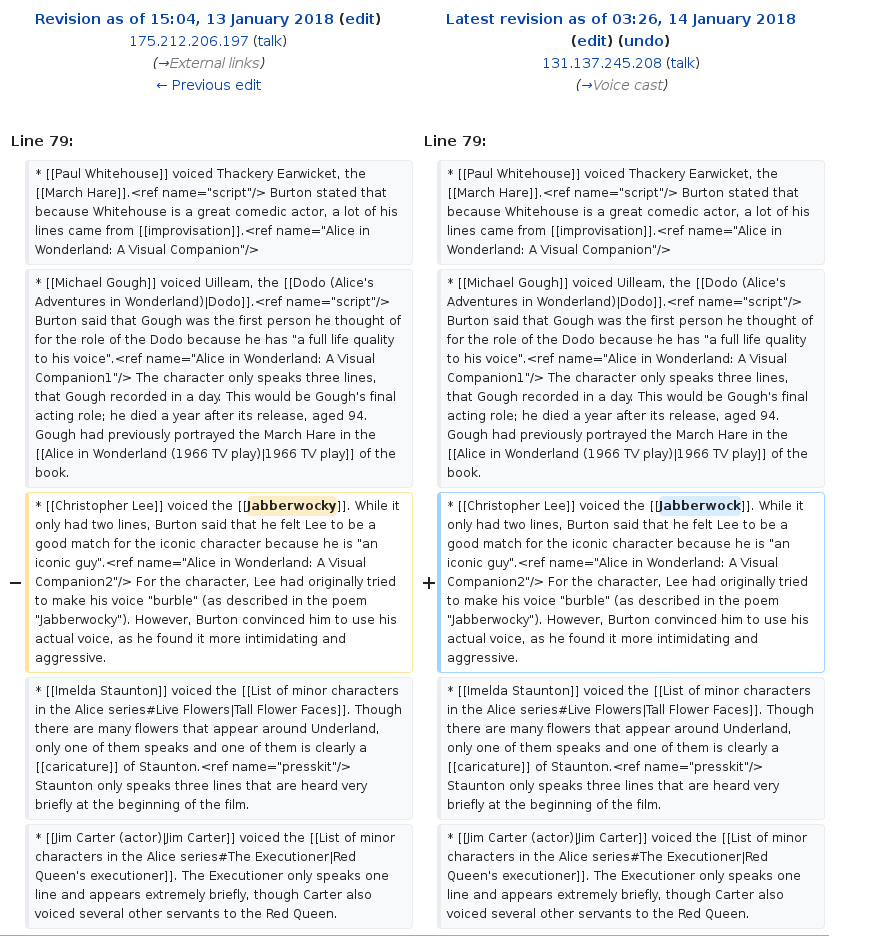 Revision as of 15:04, 13 January 2018 (edit)
175.212.206.197 (talk)
(→External links)
← Previous edit
Latest revision as of 03:26, 14 January 2018
(edit) (undo)
131.137.245.208 (talk)
(→Voice cast)
Line 79:
* [[Paul Whitehouse]] voiced Thackery Earwicket, the
[[March Hare]].<ref name="script"/> Burton stated that
because Whitehouse is a great comedic actor, a lot of his
lines came from [[improvisation]].<ref name="Alice in
Wonderland: A Visual Companion"/>
* [[Michael Gough]] voiced Uilleam, the [[Dodo (Alice's
Adventures in Wonderland)|Dodo]].<ref name="script"/>
Burton said that Gough was the first person he thought of
for the role of the Dodo because he has "a full life quality
to his voice".<ref name="Alice in Wonderland: A Visual
Companion1"/> The character only speaks three lines,
that Gough recorded in a day. This would be Gough's final
acting role; he died a year after its release, aged 94.
Gough had previously portrayed the March Hare in the
[[Alice in Wonderland (1966 TV play)|1966 TV play]] of the
book.
− * [[Christopher Lee]] voiced the [[Jabberwocky]]. While it
only had two lines, Burton said that he felt Lee to be a
good match for the iconic character because he is "an
iconic guy".<ref name="Alice in Wonderland: A Visual
Companion2"/> For the character, Lee had originally tried
to make his voice "burble" (as described in the poem
"Jabberwocky"). However, Burton convinced him to use his
actual voice, as he found it more intimidating and
aggressive.
* [[Imelda Staunton]] voiced the [[List of minor characters
in the Alice series#Live Flowers|Tall Flower Faces]]. Though
there are many flowers that appear around Underland,
only one of them speaks and one of them is clearly a
[[caricature]] of Staunton.<ref name="presskit"/>
Staunton only speaks three lines that are heard very
briefly at the beginning of the film.
* [[Jim Carter (actor)|Jim Carter]] voiced the [[List of minor
characters in the Alice series#The Executioner|Red
Queen's executioner]]. The Executioner only speaks one
line and appears extremely briefly, though Carter also
voiced several other servants to the Red Queen.
Line 79:
* [[Paul Whitehouse]] voiced Thackery Earwicket, the
[[March Hare]].<ref name="script"/> Burton stated that
because Whitehouse is a great comedic actor, a lot of his
lines came from [[improvisation]].<ref name="Alice in
Wonderland: A Visual Companion"/>
* [[Michael Gough]] voiced Uilleam, the [[Dodo (Alice's
Adventures in Wonderland)|Dodo]].<ref name="script"/>
Burton said that Gough was the first person he thought of
for the role of the Dodo because he has "a full life quality
to his voice".<ref name="Alice in Wonderland: A Visual
Companion1"/> The character only speaks three lines,
that Gough recorded in a day. This would be Gough's final
acting role; he died a year after its release, aged 94.
Gough had previously portrayed the March Hare in the
[[Alice in Wonderland (1966 TV play)|1966 TV play]] of the
book.
+ * [[Christopher Lee]] voiced the [[Jabberwock]]. While it
only had two lines, Burton said that he felt Lee to be a
good match for the iconic character because he is "an
iconic guy".<ref name="Alice in Wonderland: A Visual
Companion2"/> For the character, Lee had originally tried
to make his voice "burble" (as described in the poem
"Jabberwocky"). However, Burton convinced him to use his
actual voice, as he found it more intimidating and
aggressive.
* [[Imelda Staunton]] voiced the [[List of minor characters
in the Alice series#Live Flowers|Tall Flower Faces]]. Though
there are many flowers that appear around Underland,
only one of them speaks and one of them is clearly a
[[caricature]] of Staunton.<ref name="presskit"/>
Staunton only speaks three lines that are heard very
briefly at the beginning of the film.
* [[Jim Carter (actor)|Jim Carter]] voiced the [[List of minor
characters in the Alice series#The Executioner|Red
Queen's executioner]]. The Executioner only speaks one
line and appears extremely briefly, though Carter also
voiced several other servants to the Red Queen.